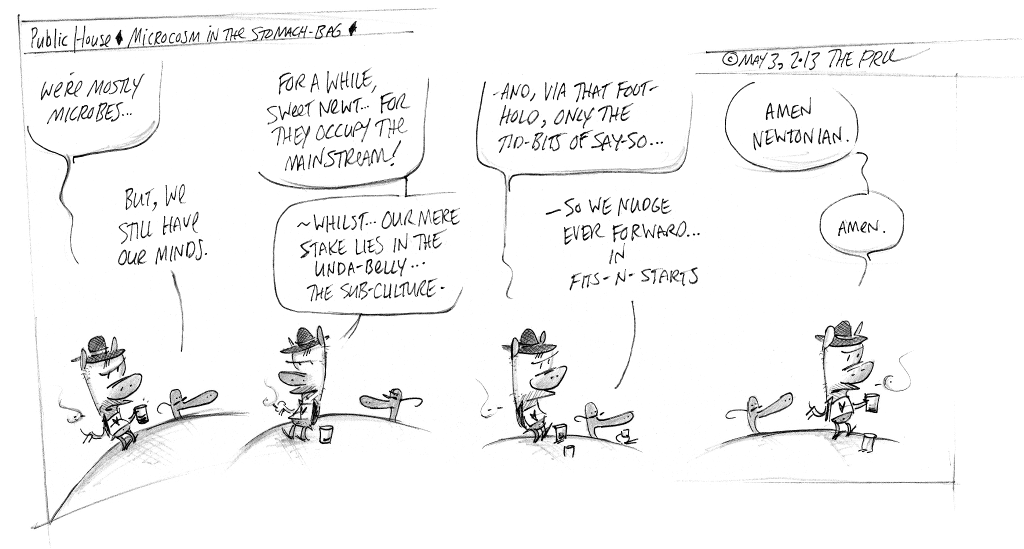 Public House ♦ Microcosm in the Stomach-Bag ♦
© May 3, 2·13 The PRU
We're mostly
microbes...
But, we
still have
our minds.
For a while,
sweet Newt... for
they occupy the
mainstream!
~Whilst... our mere
stake lies in the
unda-belly...
the sub-culture-
-And, via that foot-
hold, only the
tid-bits of say-so...
-So we nudge
ever forward...
in
fits-n-starts
Amen
Newtonian.
Amen.